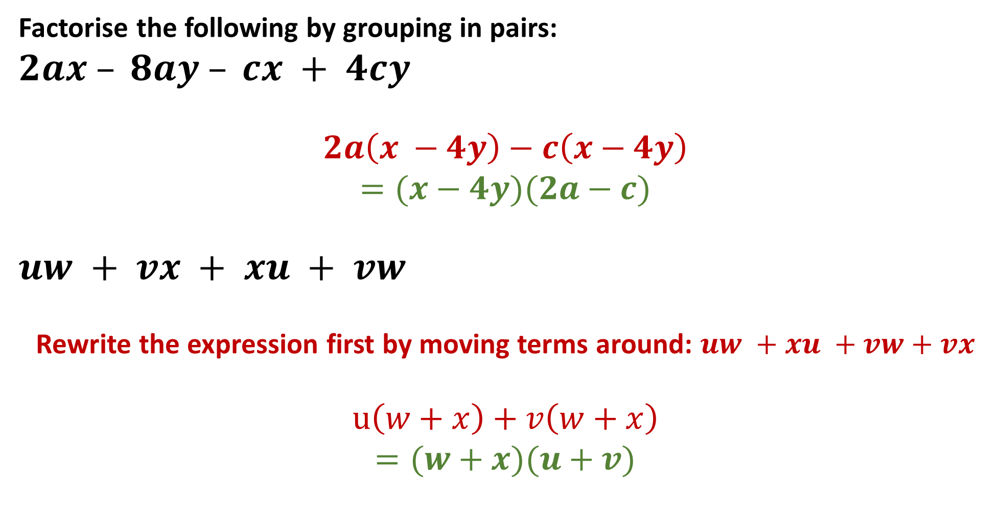 Factorise the following by grouping in pairs:
2ax – 8ay – cx + 4cy
2a(x − 4y) − c(x − 4y)
= (x − 4y)(2a − c)
uw + vx + xu + vw
Rewrite the expression first by moving terms around: uw + xu + vw + vx
u(w + x) + v(w + x)
= (w + x)(u + v)